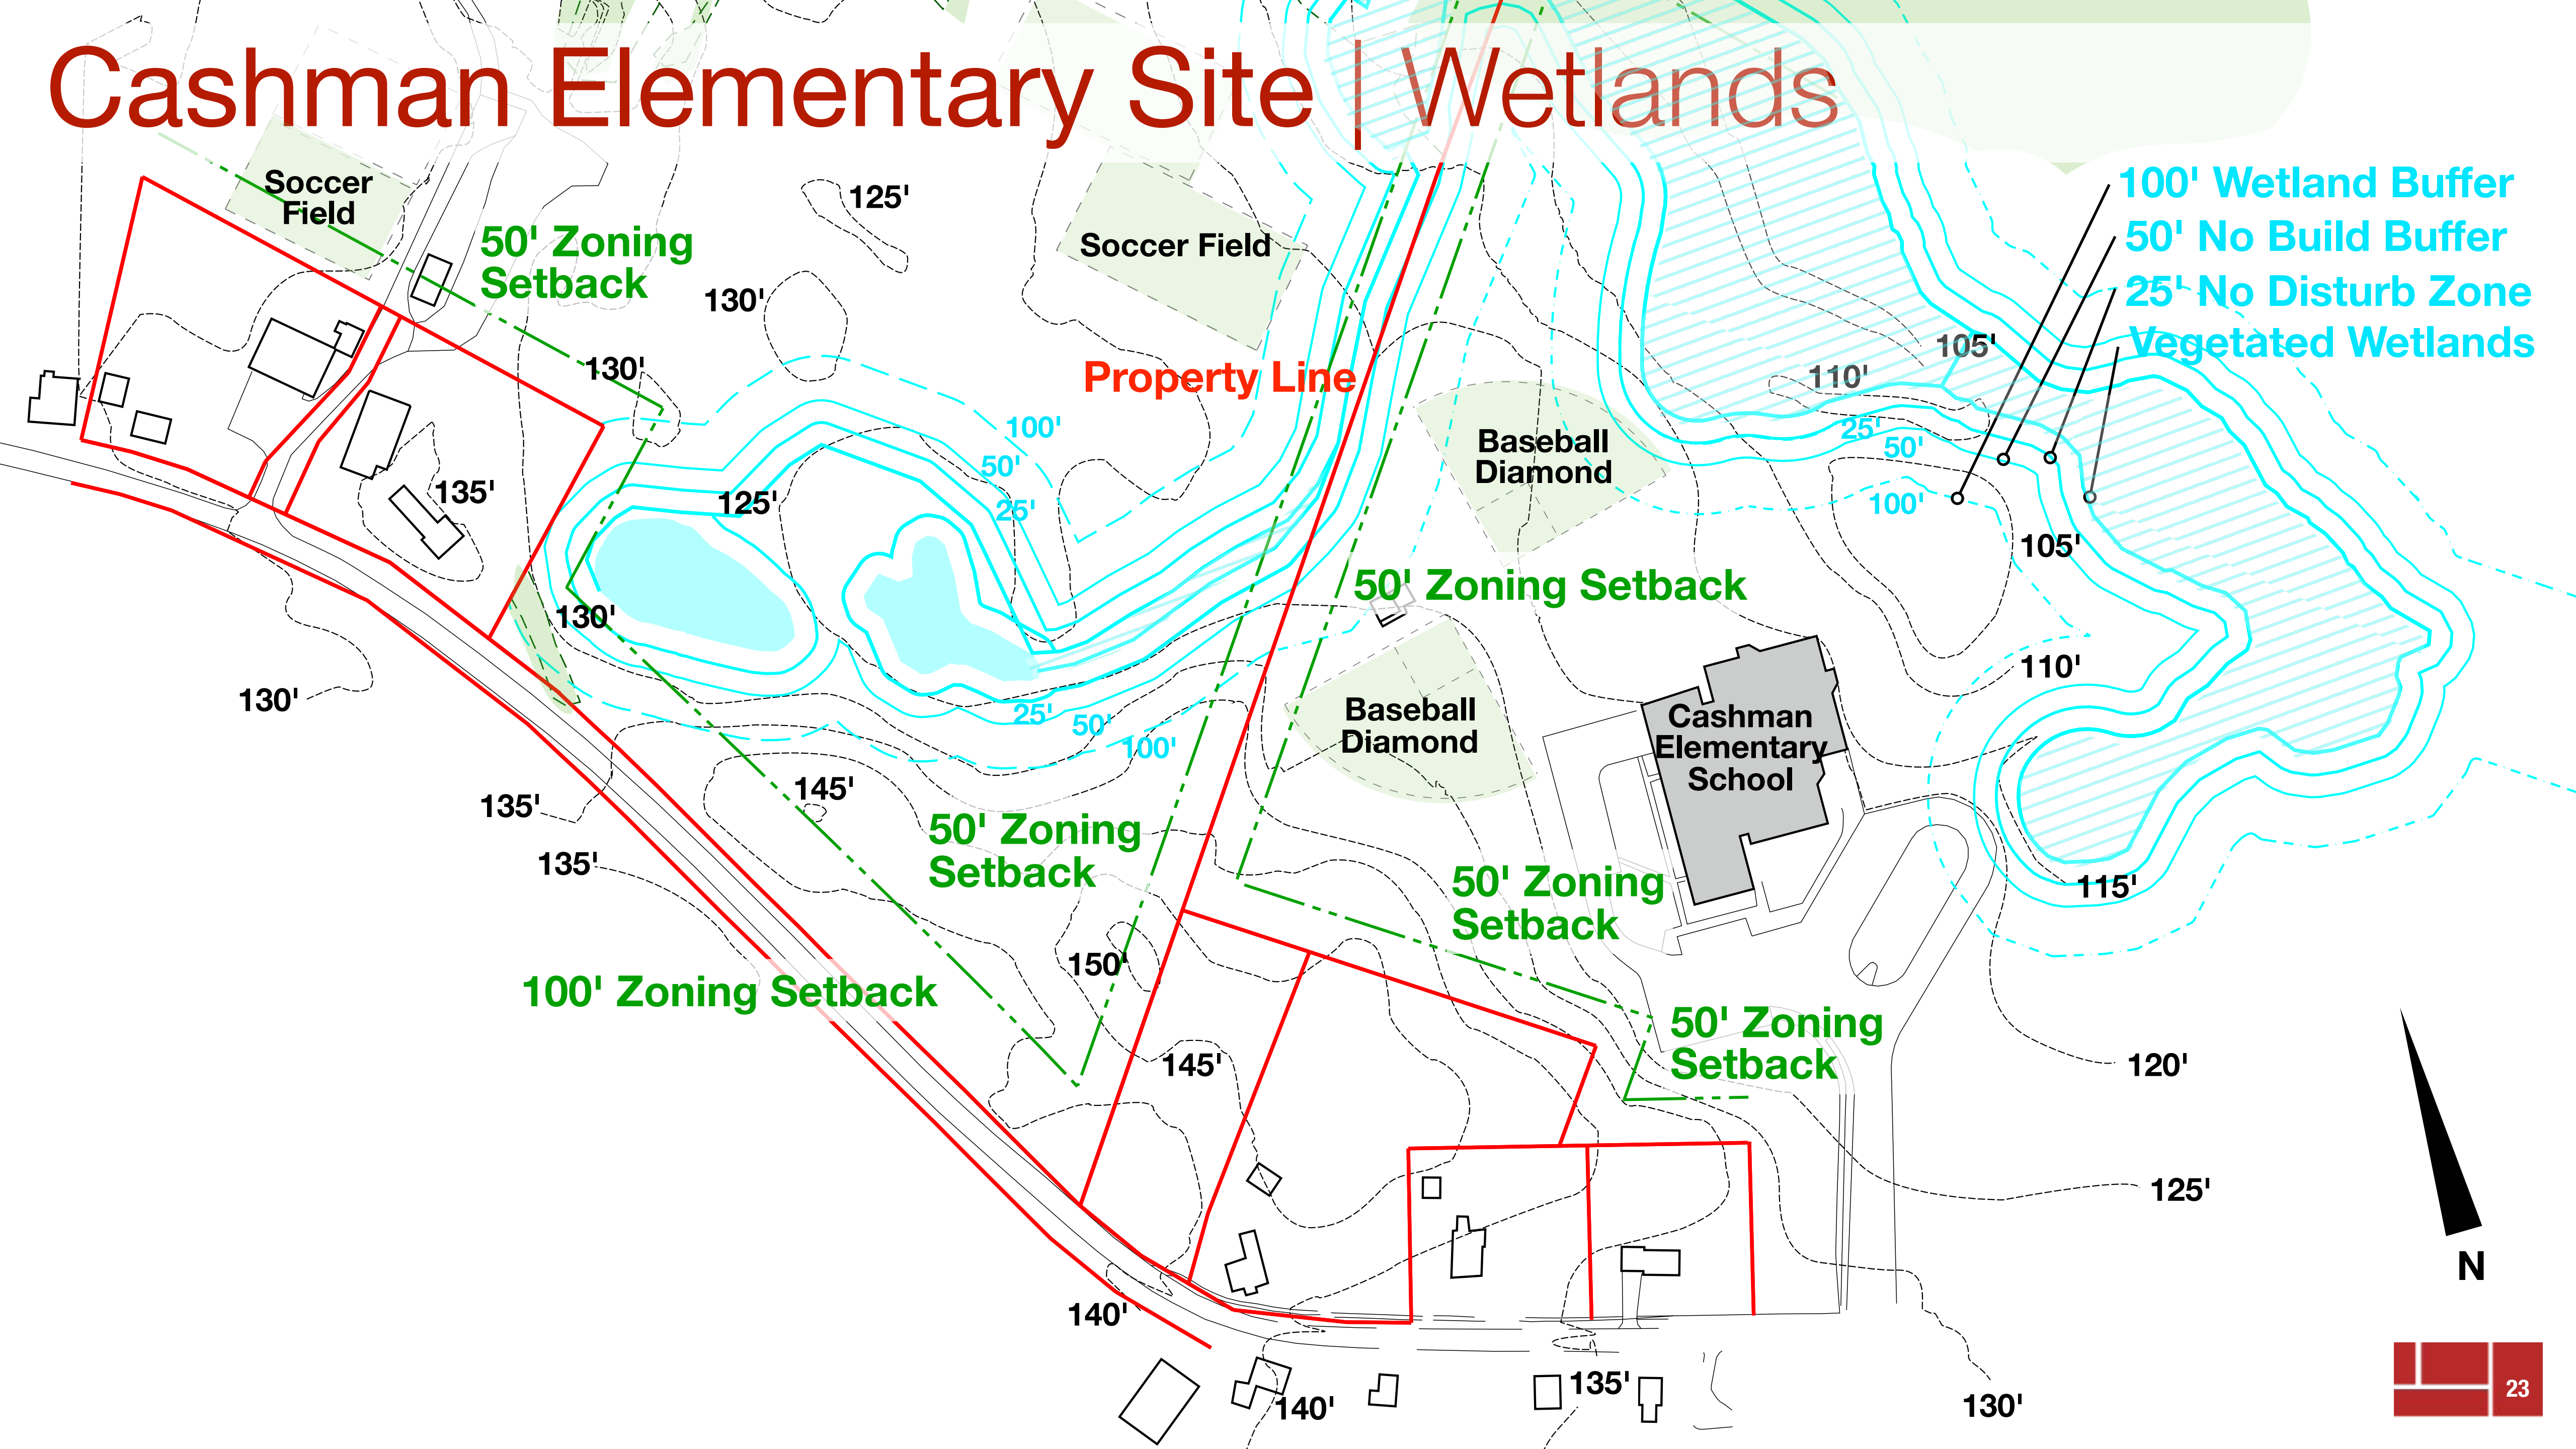 Cashman Elementary Site | Wetlands
Soccer
Field
125'
100' Wetland Buffer
50' No Build Buffer
25' No Disturb Zone
Vegetated Wetlands
50' Zoning
Setback
Soccer Field
130'
130'
Property Line
105'
110'
100'
50'
25'
Baseball
Diamond
25'
50'
100'
135'
125'
105'
130'
50' Zoning Setback
110'
130'
25'
50'
100'
Baseball
Diamond
Cashman
Elementary
School
135'
145'
50' Zoning
Setback
135'
50' Zoning
Setback
115'
150'
100' Zoning Setback
50' Zoning
Setback
145'
120'
125'
N
140'
140'
135'
130'
23